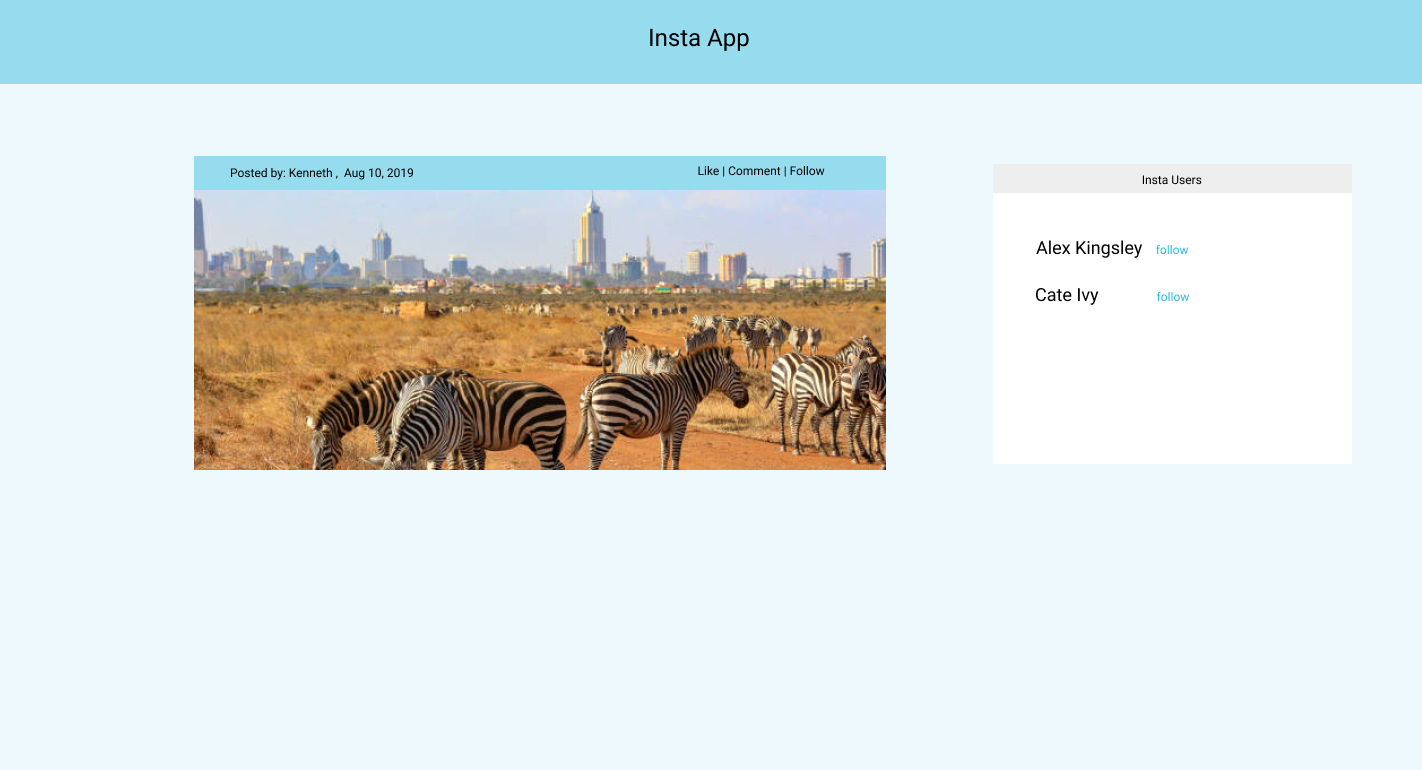 Insta App
Posted by: Kenneth ,  Aug 10, 2019
Like | Comment | Follow
Insta Users
Alex Kingsley follow
Cate Ivy follow